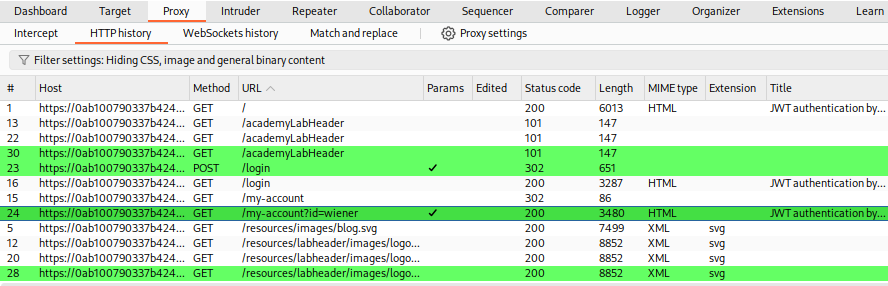 Dashboard Target Proxy Intruder Repeater Collaborator Sequencer Comparer Logger Organizer Extensions Learn
Intercept HTTP history WebSockets history Match and replace Proxy settings
Filter settings: Hiding CSS, image and general binary content
# Host Method URL Params Edited Status code Length MIME type Extension Title
1 https://0ab100790337b424... GET / 200 6013 HTML JWT authentication by...
13 https://0ab100790337b424... GET /academyLabHeader 101 147
22 https://0ab100790337b424... GET /academyLabHeader 101 147
30 https://0ab100790337b424... GET /academyLabHeader 101 147
23 https://0ab100790337b424... POST /login ✓ 302 651
16 https://0ab100790337b424... GET /login 200 3287 HTML JWT authentication by...
15 https://0ab100790337b424... GET /my-account 302 86
24 https://0ab100790337b424... GET /my-account?id=wiener ✓ 200 3480 HTML JWT authentication by...
5 https://0ab100790337b424... GET /resources/images/blog.svg 200 7499 XML svg
12 https://0ab100790337b424... GET /resources/labheader/images/logo... 200 8852 XML svg
20 https://0ab100790337b424... GET /resources/labheader/images/logo... 200 8852 XML svg
28 https://0ab100790337b424... GET /resources/labheader/images/logo... 200 8852 XML svg